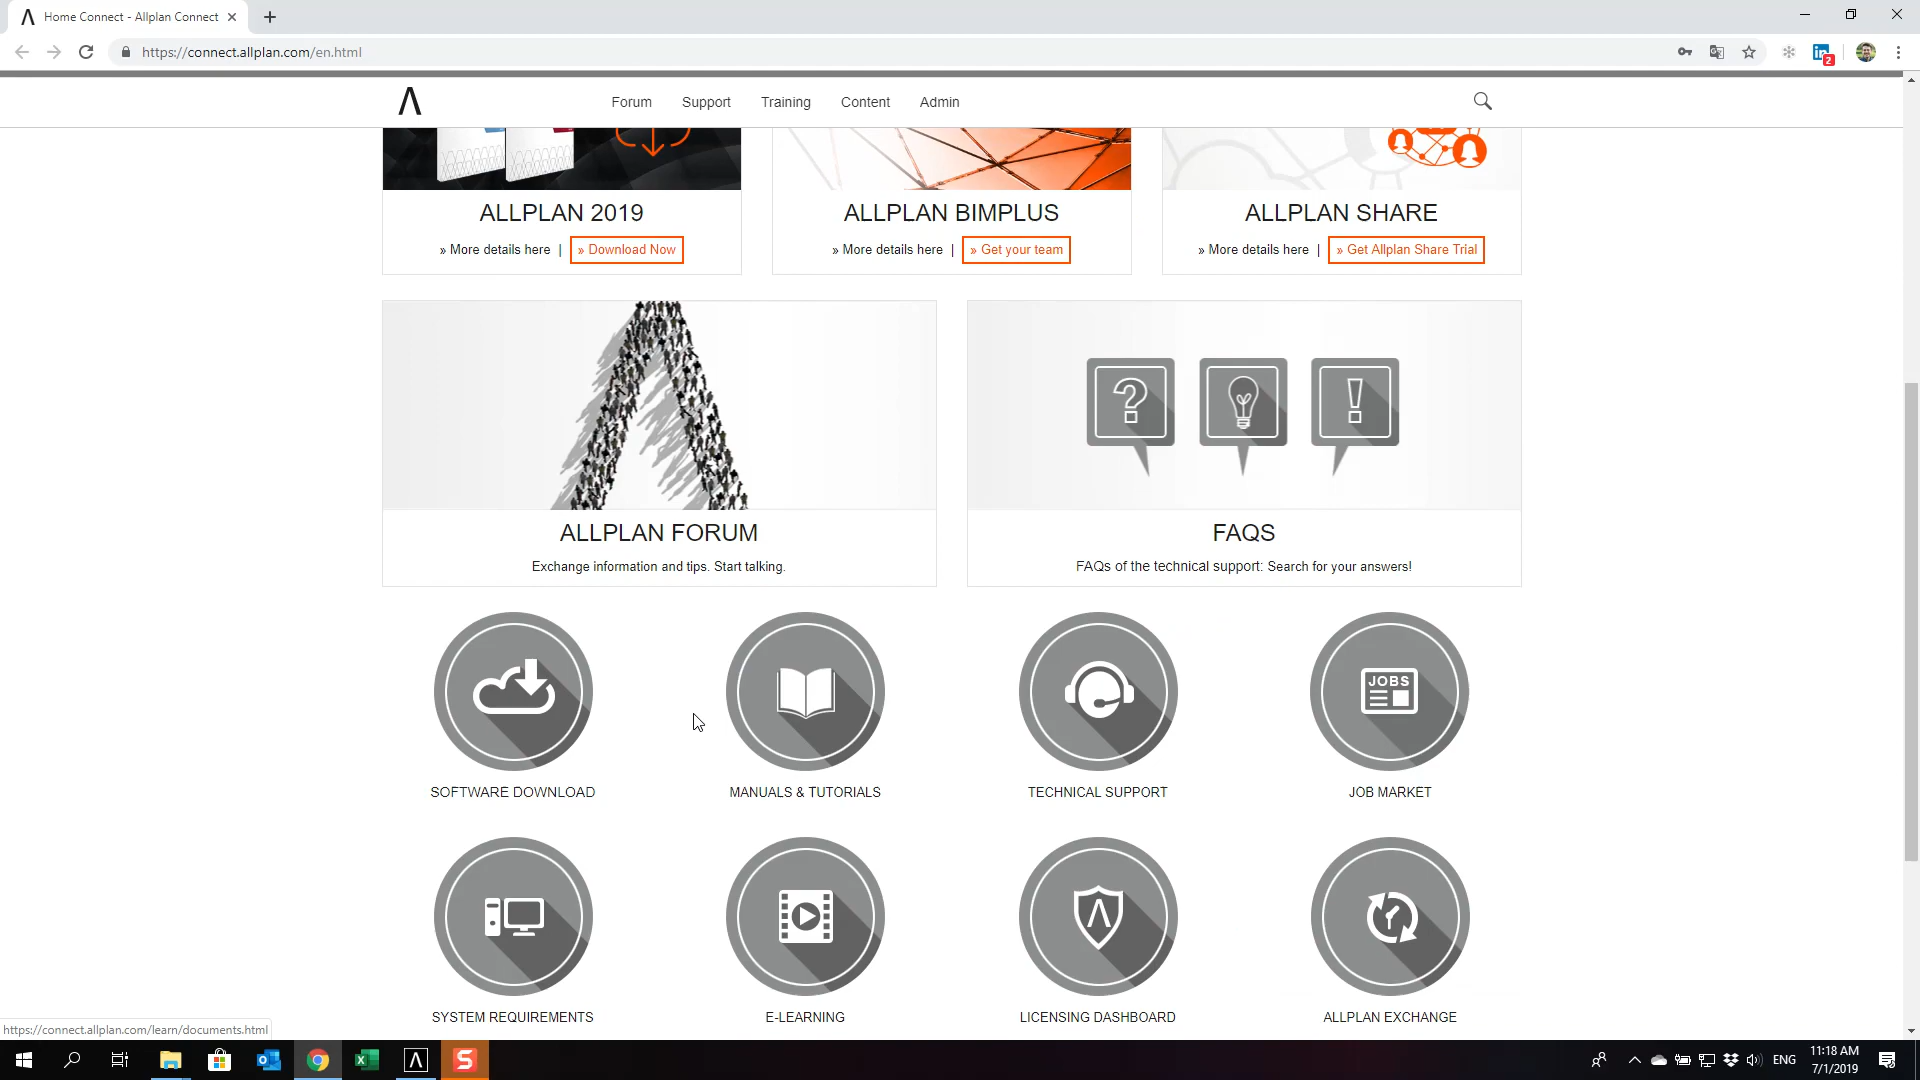 Home Connect - Allplan Connect
https://connect.allplan.com/en.html
2
Forum Support Training Content Admin
ALLPLAN 2019
» More details here | » Download Now
ALLPLAN BIMPLUS
» More details here | » Get your team
ALLPLAN SHARE
» More details here | » Get Allplan Share Trial
ALLPLAN FORUM
Exchange information and tips. Start talking.
FAQS
FAQs of the technical support: Search for your answers!
JOBS
SOFTWARE DOWNLOAD
MANUALS & TUTORIALS
TECHNICAL SUPPORT
JOB MARKET
SYSTEM REQUIREMENTS
E-LEARNING
LICENSING DASHBOARD
ALLPLAN EXCHANGE
https://connect.allplan.com/learn/documents.html
ENG
11:18 AM
7/1/2019